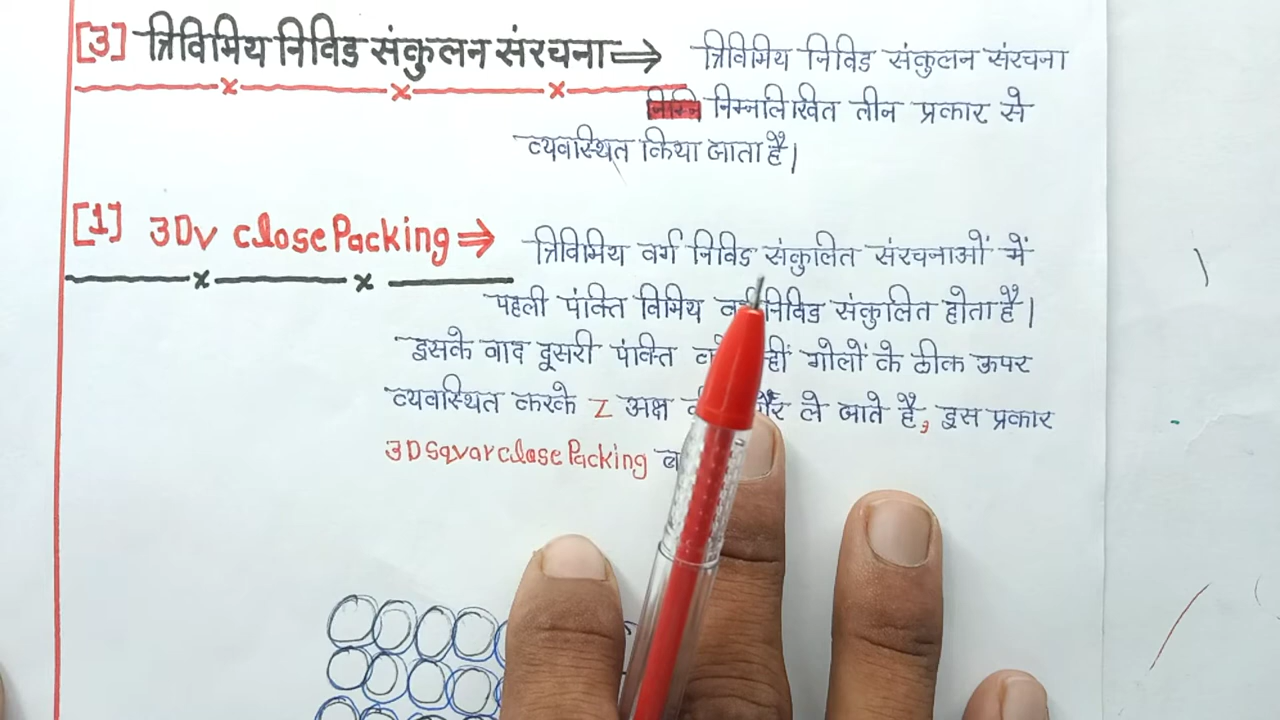 [3] त्रिविमिय निविड संकुलन संरचना ⇒ त्रिविमिय निविड संकुलन संरचना
निम्नलिखित तीन प्रकार से
व्यवस्थित किया जाता है।
[1] 3Dv close Packing ⇒ त्रिविमिय वर्ग निविड संकुलित संरचनाओं में
पहली पंक्ति विमिय निविड संकुलित होता है।
इसके वाद दूसरी पंक्ति गोलों के ठीक ऊपर
व्यवस्थित करके Z अक्ष ले जाते है, इस प्रकार
3D Squar close Packing